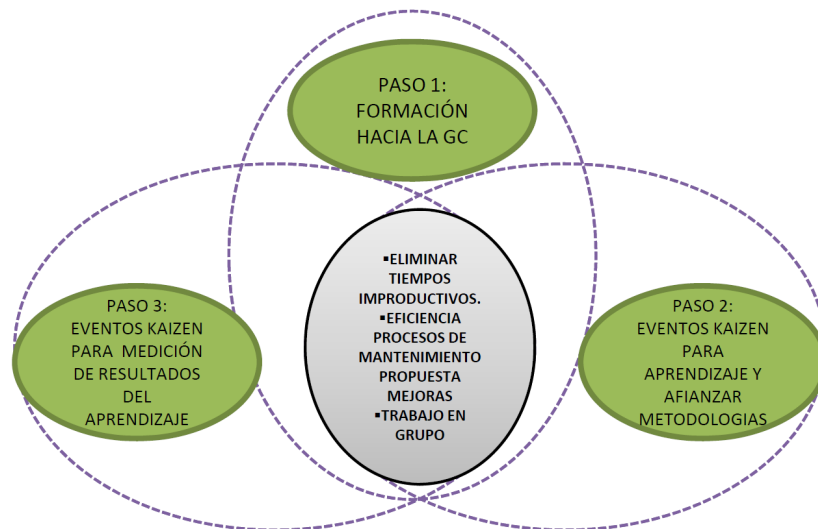 PASO 1:
FORMACIÓN
HACIA LA GC
▪ELIMINAR
TIEMPOS
IMPRODUCTIVOS.
▪EFICIENCIA
PROCESOS DE
MANTENIMIENTO
PROPUESTA
MEJORAS
▪TRABAJO EN
GRUPO
PASO 3:
EVENTOS KAIZEN
PARA MEDICIÓN
DE RESULTADOS
DEL
APRENDIZAJE
PASO 2:
EVENTOS KAIZEN
PARA
APRENDIZAJE Y
AFIANZAR
METODOLOGIAS